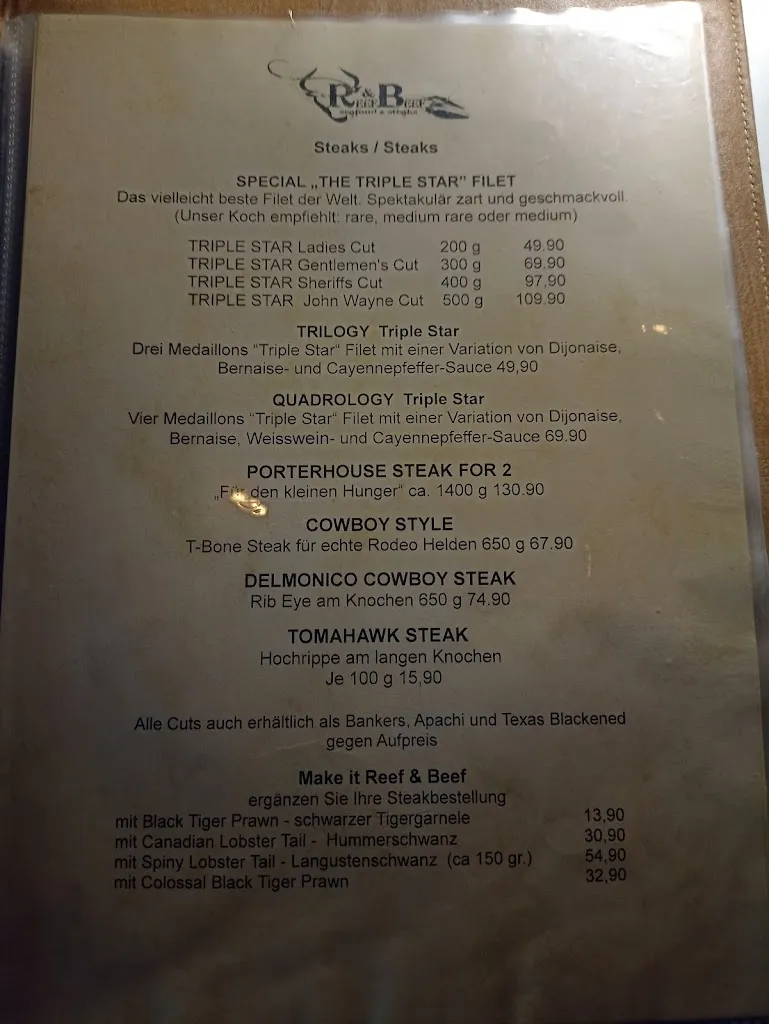 REEF & BEEF
seafood & steaks
Steaks / Steaks
SPECIAL „THE TRIPLE STAR" FILET
Das vielleicht beste Filet der Welt. Spektakulär zart und geschmackvoll.
(Unser Koch empfiehlt: rare, medium rare oder medium)
TRIPLE STAR Ladies Cut 200 g 49.90
TRIPLE STAR Gentlemen's Cut 300 g 69.90
TRIPLE STAR Sheriffs Cut 400 g 97,90
TRIPLE STAR John Wayne Cut 500 g 109.90
TRILOGY Triple Star
Drei Medaillons "Triple Star" Filet mit einer Variation von Dijonaise,
Bernaise- und Cayennepfeffer-Sauce 49,90
QUADROLOGY Triple Star
Vier Medaillons "Triple Star" Filet mit einer Variation von Dijonaise,
Bernaise, Weisswein- und Cayennepfeffer-Sauce 69.90
PORTERHOUSE STEAK FOR 2
„Für den kleinen Hunger" ca. 1400 g 130.90
COWBOY STYLE
T-Bone Steak für echte Rodeo Helden 650 g 67.90
DELMONICO COWBOY STEAK
Rib Eye am Knochen 650 g 74.90
TOMAHAWK STEAK
Hochrippe am langen Knochen
Je 100 g 15,90
Alle Cuts auch erhältlich als Bankers, Apachi und Texas Blackened
gegen Aufpreis
Make it Reef & Beef
ergänzen Sie Ihre Steakbestellung
mit Black Tiger Prawn - schwarzer Tigergarnele 13,90
mit Canadian Lobster Tail - Hummerschwanz 30,90
mit Spiny Lobster Tail - Langustenschwanz (ca 150 gr.) 54,90
mit Colossal Black Tiger Prawn 32,90